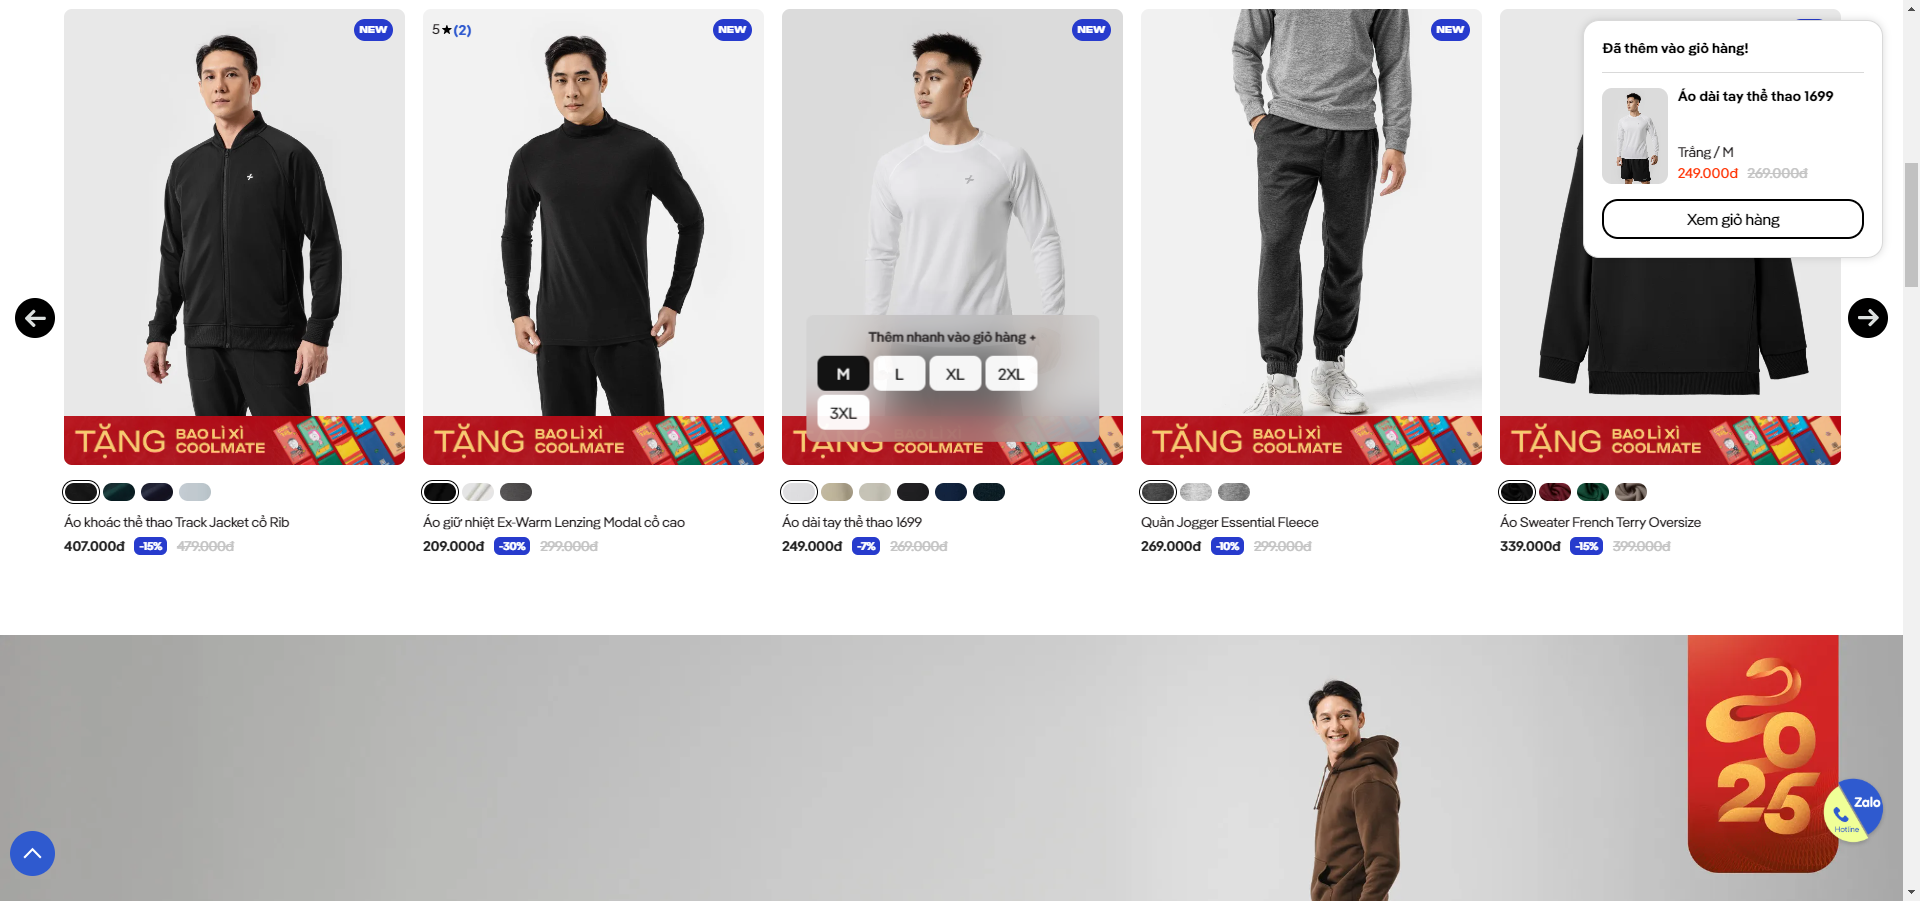 NEW
5★(2)
NEW
NEW
NEW
Đã thêm vào giỏ hàng!
Áo dài tay thể thao 1699
Trắng / M
249.000đ 269.000đ
Xem giỏ hàng
Thêm nhanh vào giỏ hàng +
M L XL 2XL
3XL
TẶNG BAO LÌ XÌ COOLMATE
TẶNG BAO LÌ XÌ COOLMATE
TẶNG BAO LÌ XÌ COOLMATE
TẶNG BAO LÌ XÌ COOLMATE
TẶNG BAO LÌ XÌ COOLMATE
Áo khoác thể thao Track Jacket cổ Rib
407.000đ -15% 479.000đ
Áo giữ nhiệt Ex-Warm Lenzing Modal cổ cao
209.000đ -30% 299.000đ
Áo dài tay thể thao 1699
249.000đ -7% 269.000đ
Quần Jogger Essential Fleece
269.000đ -10% 299.000đ
Áo Sweater French Terry Oversize
339.000đ -15% 399.000đ
2025
Zalo
Hotline